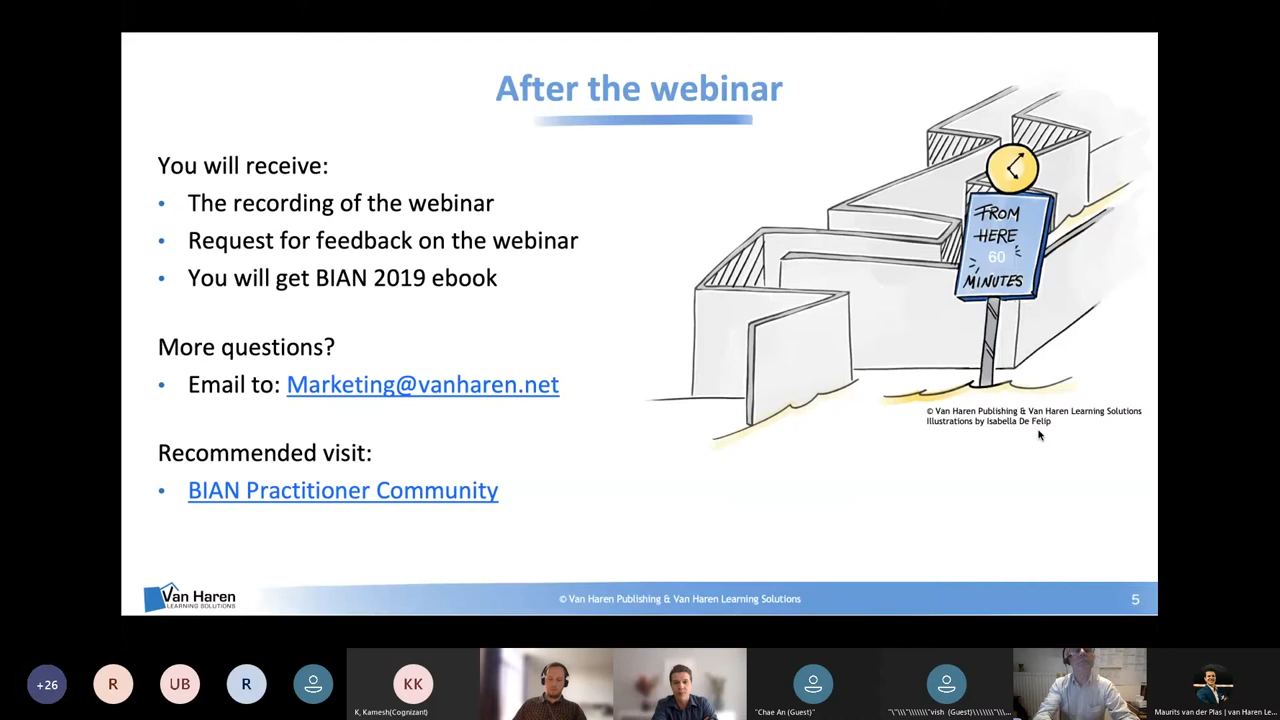 After the webinar
You will receive:
• The recording of the webinar
• Request for feedback on the webinar
• You will get BIAN 2019 ebook
More questions?
• Email to: Marketing@vanharen.net
Recommended visit:
• BIAN Practitioner Community
FROM
HERE
60
MINUTES
© Van Haren Publishing & Van Haren Learning Solutions
Illustrations by Isabella De Felip
Van Haren
LEARNING SOLUTIONS
© Van Haren Publishing & Van Haren Learning Solutions
5
+26
R
UB
R
KK
K, Kamesh(Cognizant)
"Chae An (Guest)"
"\"\\\"\\\\\\\"vish (Guest)\\\\\\\"\\...
Maurits van der Plas | van Haren Le...